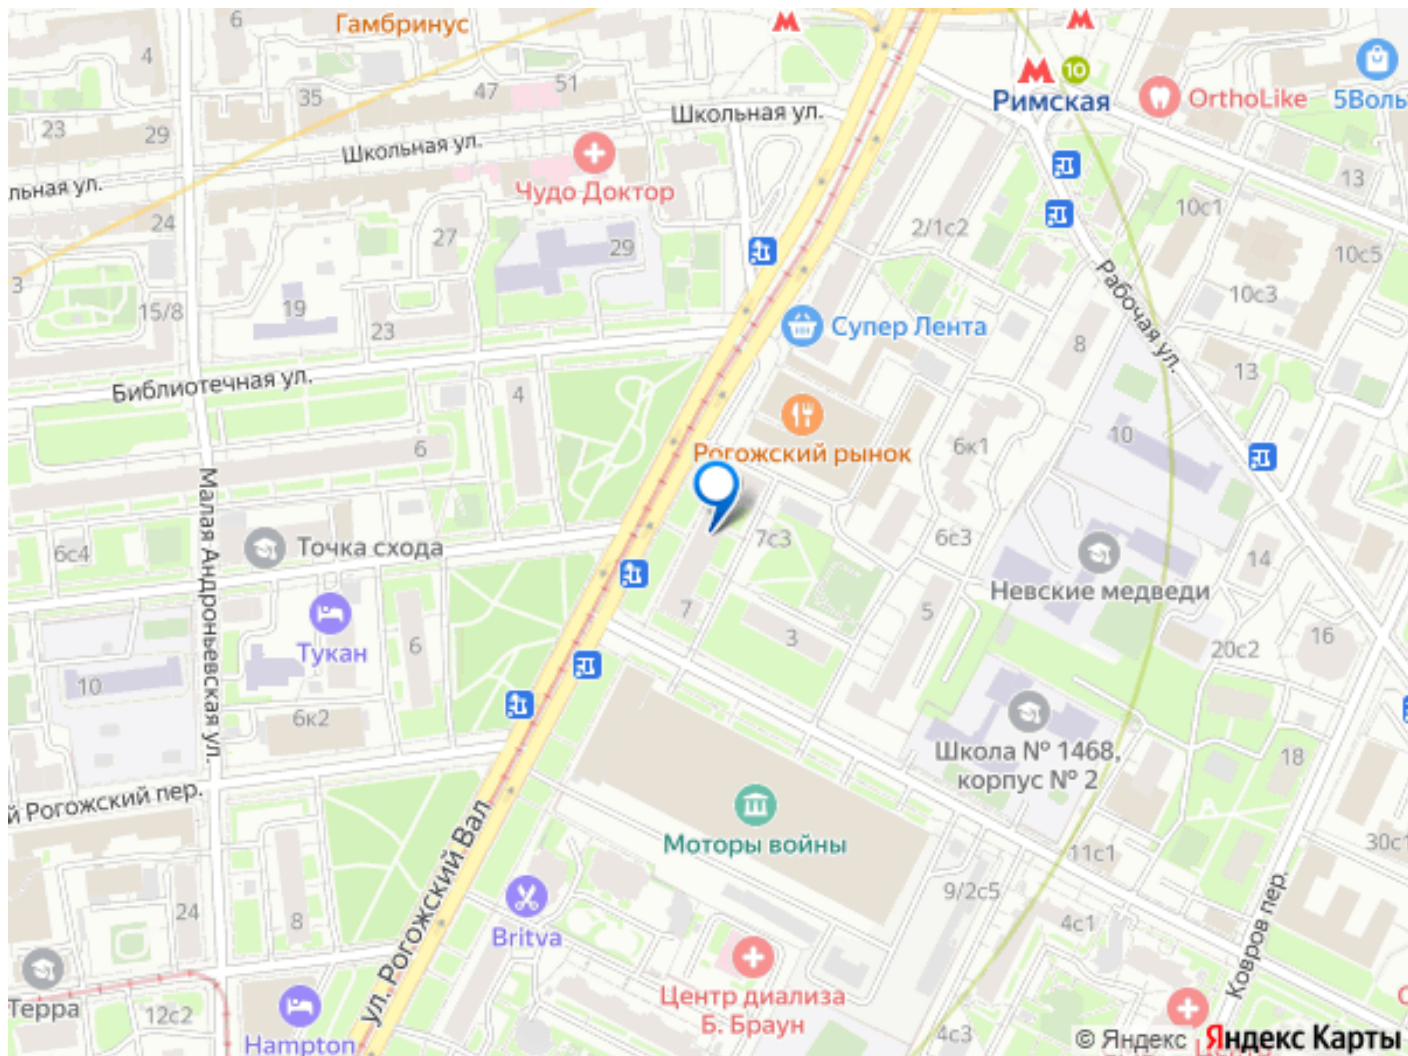 6
Гамбринус
4
47
51
35
10
Римская
OrthoLike
23
29
Школьная ул.
Школьная ул.
Чудо Доктор
13
10с1
24
27
29
2/1с2
10с5
3
15/8
19
23
Рабочая ул.
10с3
Супер Лента
8
13
Библиотечная ул.
4
6
Рогожский рынок
6к1
10
Малая Андроньевская ул.
6с4
Точка схода
7с3
6с3
14
Невские медведи
7
3
5
16
20с2
Тукан
6
10
6к2
Школа № 1468,
корпус № 2
18
й Рогожский пер.
ул. Рогожский Вал
Моторы войны
11с1
9/2с5
4с1
Ковров пер.
24
8
Britva
Терра
12с2
Центр диализа
Б. Браун
4с3
Hampton
© Яндекс Яндекс Карты